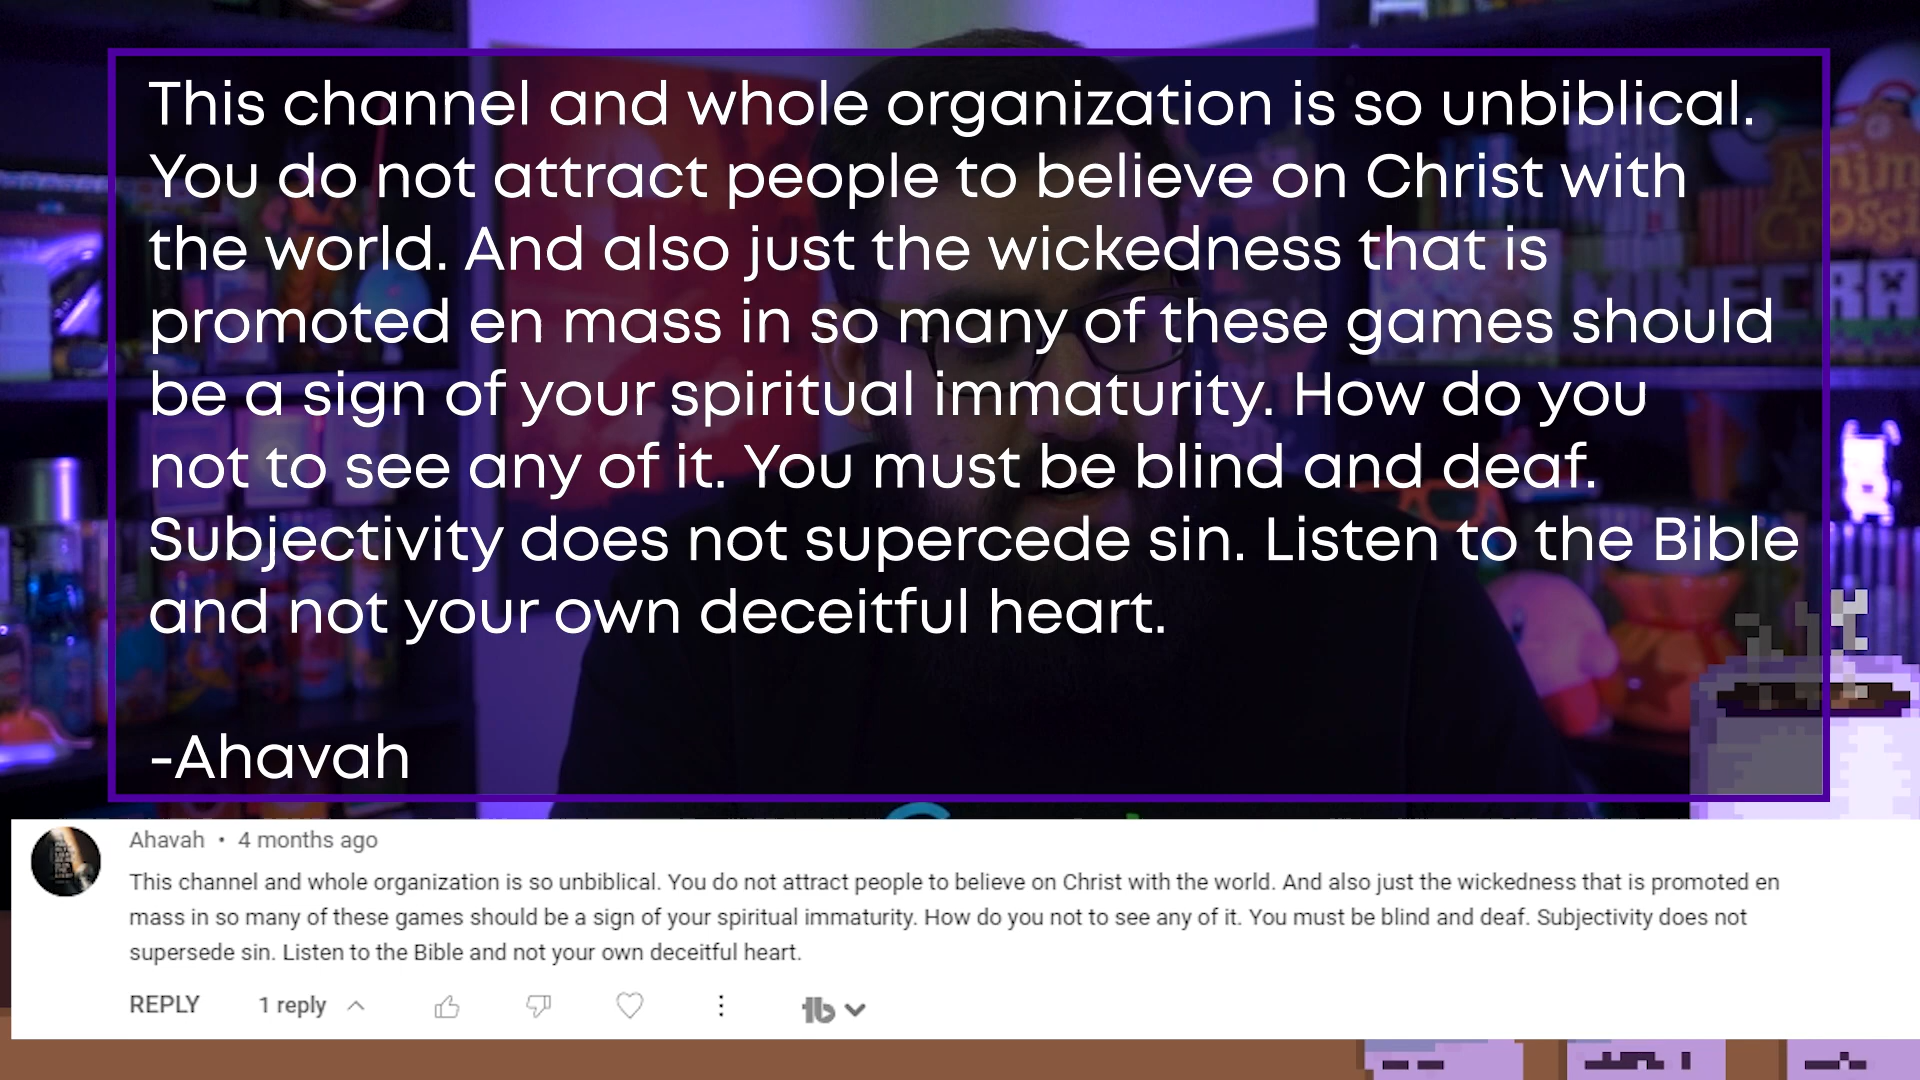 This channel and whole organization is so unbiblical.
You do not attract people to believe on Christ with
the world. And also just the wickedness that is
promoted en mass in so many of these games should
be a sign of your spiritual immaturity. How do you
not to see any of it. You must be blind and deaf.
Subjectivity does not supercede sin. Listen to the Bible
and not your own deceitful heart.
-Ahavah
Anim
Crossi
MINECRA
Ahavah • 4 months ago
This channel and whole organization is so unbiblical. You do not attract people to believe on Christ with the world. And also just the wickedness that is promoted en
mass in so many of these games should be a sign of your spiritual immaturity. How do you not to see any of it. You must be blind and deaf. Subjectivity does not
supersede sin. Listen to the Bible and not your own deceitful heart.
REPLY 1 reply
tb